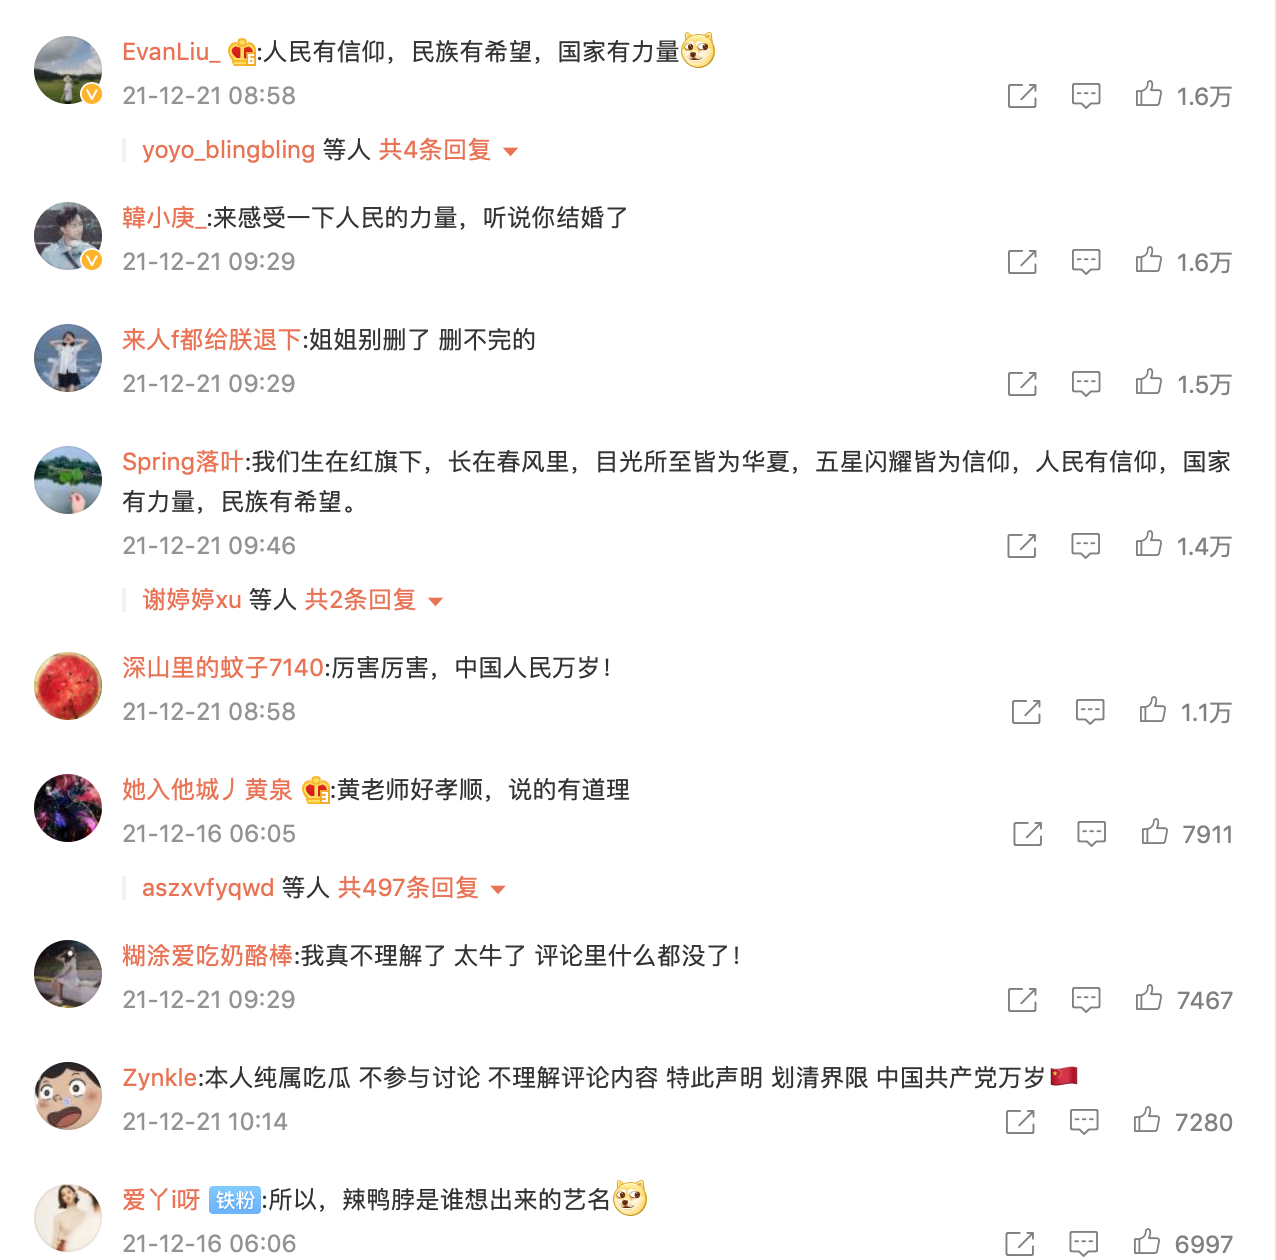 EvanLiu_ :人民有信仰，民族有希望，国家有力量
21-12-21 08:58 1.6万
yoyo_blingbling 等人 共4条回复
韓小庚_:来感受一下人民的力量，听说你结婚了
21-12-21 09:29 1.6万
来人f都给朕退下:姐姐别删了 删不完的
21-12-21 09:29 1.5万
Spring落叶:我们生在红旗下，长在春风里，目光所至皆为华夏，五星闪耀皆为信仰，人民有信仰，国家
有力量，民族有希望。
21-12-21 09:46 1.4万
谢婷婷xu 等人 共2条回复
深山里的蚊子7140:厉害厉害，中国人民万岁！
21-12-21 08:58 1.1万
她入他城丿黄泉 :黄老师好孝顺，说的有道理
21-12-16 06:05 7911
aszxvfyqwd 等人 共497条回复
糊涂爱吃奶酪棒:我真不理解了 太牛了 评论里什么都没了！
21-12-21 09:29 7467
Zynkle:本人纯属吃瓜 不参与讨论 不理解评论内容 特此声明 划清界限 中国共产党万岁🇨🇳
21-12-21 10:14 7280
爱丫i呀 铁粉:所以，辣鸭脖是谁想出来的艺名
21-12-16 06:06 6997